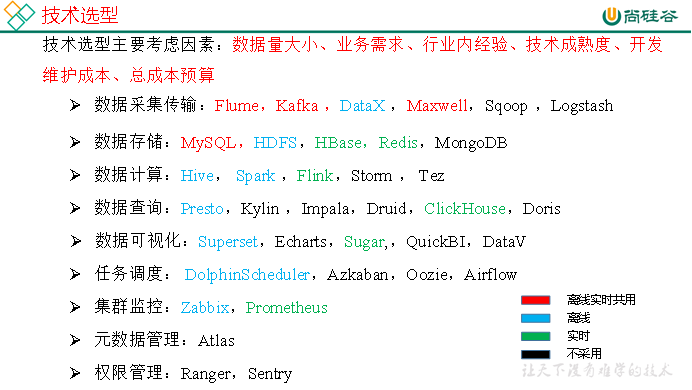 技术选型
尚硅谷
技术选型主要考虑因素：数据量大小、业务需求、行业内经验、技术成熟度、开发
维护成本、总成本预算
➢ 数据采集传输：Flume，Kafka，DataX，Maxwell，Sqoop，Logstash
➢ 数据存储：MySQL，HDFS，HBase，Redis，MongoDB
➢ 数据计算：Hive，Spark，Flink，Storm，Tez
➢ 数据查询：Presto，Kylin，Impala，Druid，ClickHouse，Doris
➢ 数据可视化：Superset，Echarts，Sugar,，QuickBI，DataV
➢ 任务调度：DolphinScheduler，Azkaban，Oozie，Airflow
➢ 集群监控：Zabbix，Prometheus
➢ 元数据管理：Atlas
➢ 权限管理：Ranger，Sentry
离线实时共用
离线
实时
不采用
让天下没有难学的技术